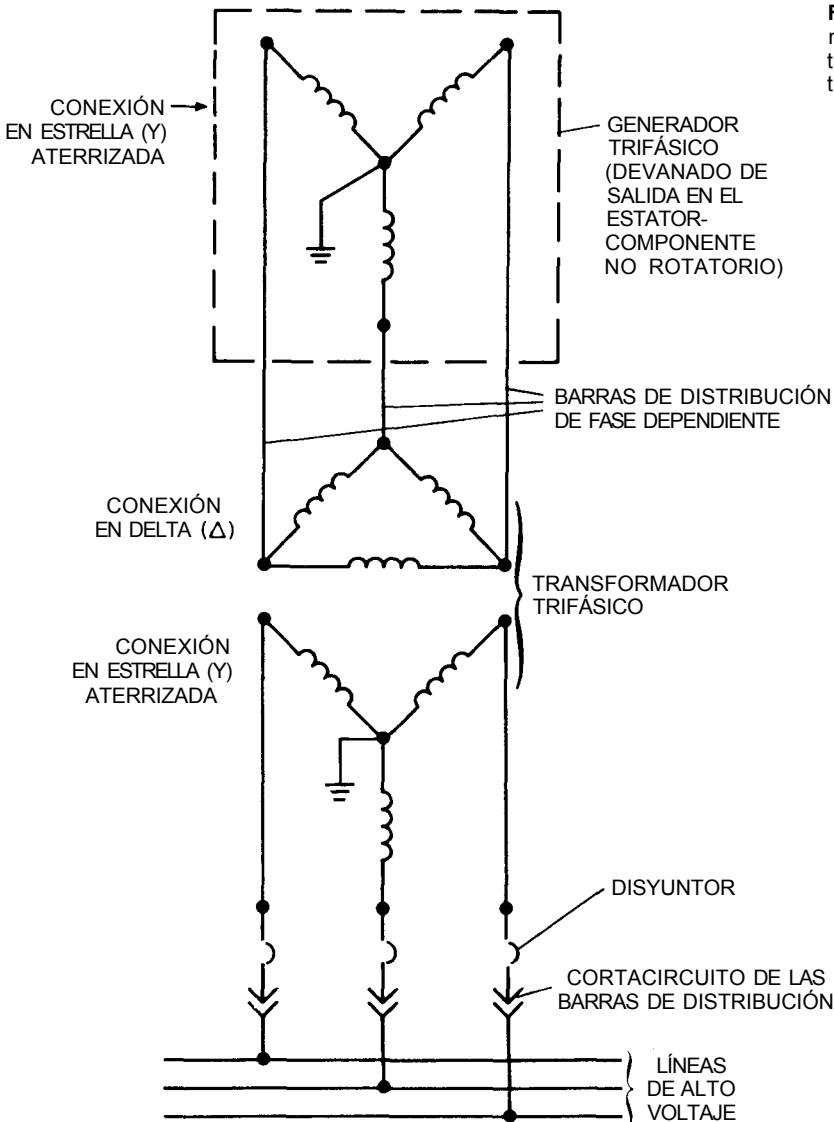 F
r
t
t
CONEXIÓN
EN ESTRELLA (Y)
ATERRIZADA
GENERADOR
TRIFÁSICO
(DEVANADO DE
SALIDA EN EL
ESTATOR-
COMPONENTE
NO ROTATORIO)
BARRAS DE DISTRIBUCIÓN
DE FASE DEPENDIENTE
CONEXIÓN
EN DELTA (Δ)
TRANSFORMADOR
TRIFÁSICO
CONEXIÓN
EN ESTRELLA (Y)
ATERRIZADA
DISYUNTOR
CORTACIRCUITO DE LAS
BARRAS DE DISTRIBUCIÓN
LÍNEAS
DE ALTO
VOLTAJE